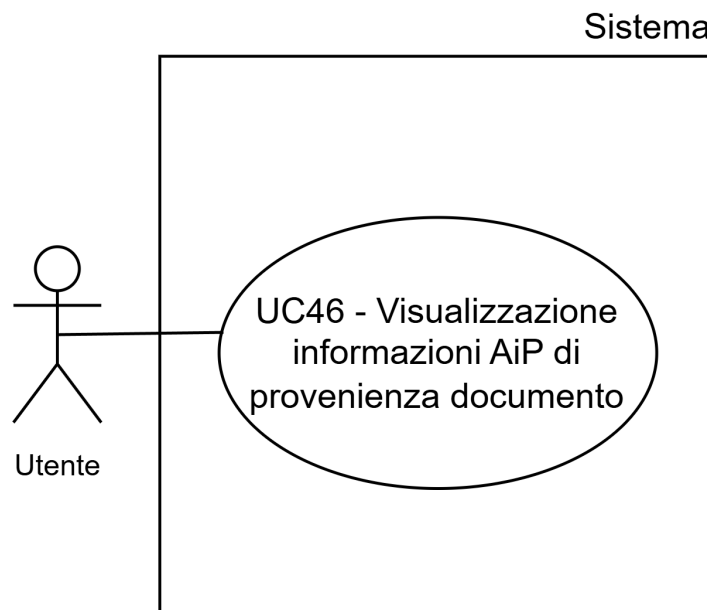 Sistema
UC46 - Visualizzazione
informazioni AiP di
provenienza documento
Utente